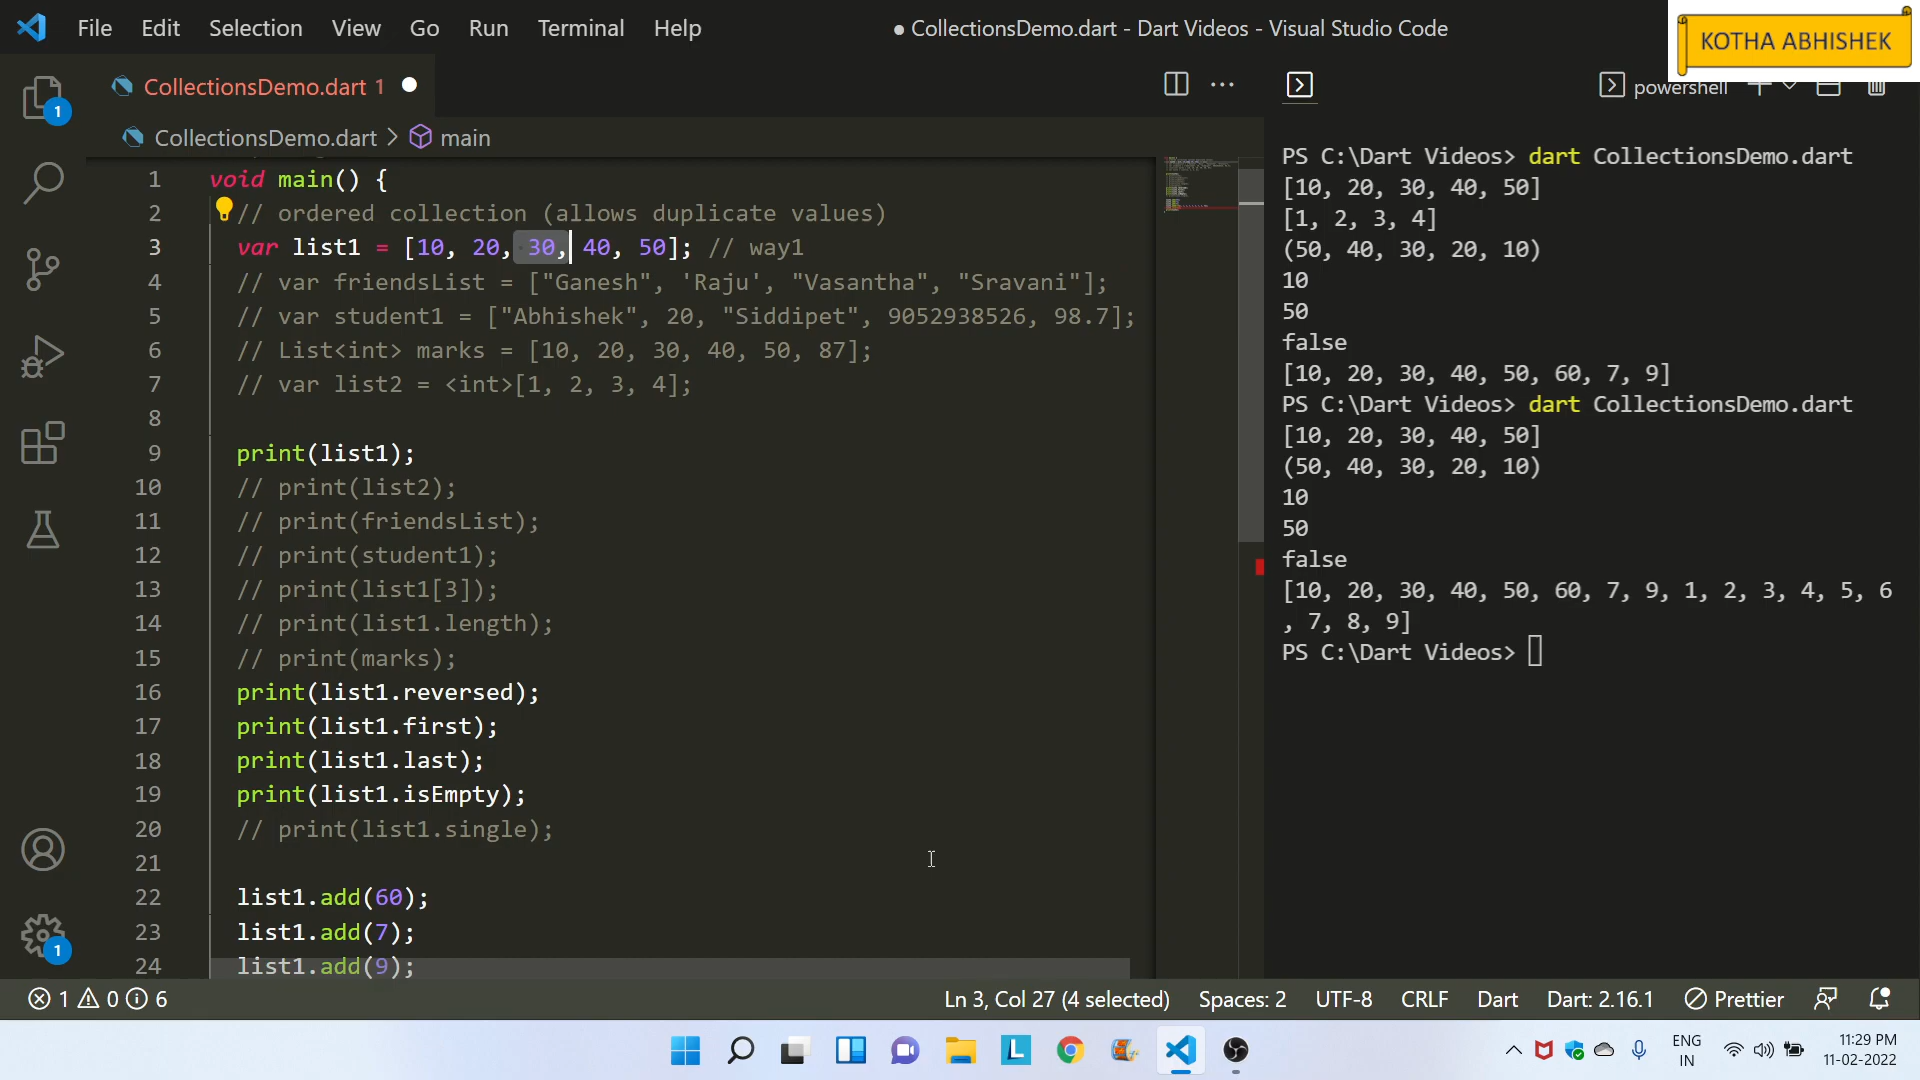 File Edit Selection View Go Run Terminal Help
● CollectionsDemo.dart - Dart Videos - Visual Studio Code
KOTHA ABHISHEK
CollectionsDemo.dart 1
powershell
CollectionsDemo.dart > main
1 void main() {
2 // ordered collection (allows duplicate values)
3 var list1 = [10, 20, 30, 40, 50]; // way1
4 // var friendsList = ["Ganesh", 'Raju', "Vasantha", "Sravani"];
5 // var student1 = ["Abhishek", 20, "Siddipet", 9052938526, 98.7];
6 // List<int> marks = [10, 20, 30, 40, 50, 87];
7 // var list2 = <int>[1, 2, 3, 4];
8
9 print(list1);
10 // print(list2);
11 // print(friendsList);
12 // print(student1);
13 // print(list1[3]);
14 // print(list1.length);
15 // print(marks);
16 print(list1.reversed);
17 print(list1.first);
18 print(list1.last);
19 print(list1.isEmpty);
20 // print(list1.single);
21
22 list1.add(60);
23 list1.add(7);
24 list1.add(9);
PS C:\Dart Videos> dart CollectionsDemo.dart
[10, 20, 30, 40, 50]
[1, 2, 3, 4]
(50, 40, 30, 20, 10)
10
50
false
[10, 20, 30, 40, 50, 60, 7, 9]
PS C:\Dart Videos> dart CollectionsDemo.dart
[10, 20, 30, 40, 50]
(50, 40, 30, 20, 10)
10
50
false
[10, 20, 30, 40, 50, 60, 7, 9, 1, 2, 3, 4, 5, 6
, 7, 8, 9]
PS C:\Dart Videos>
1
1
1 0 6
Ln 3, Col 27 (4 selected) Spaces: 2 UTF-8 CRLF Dart Dart: 2.16.1 Prettier
L
ENG
IN
11:29 PM
11-02-2022